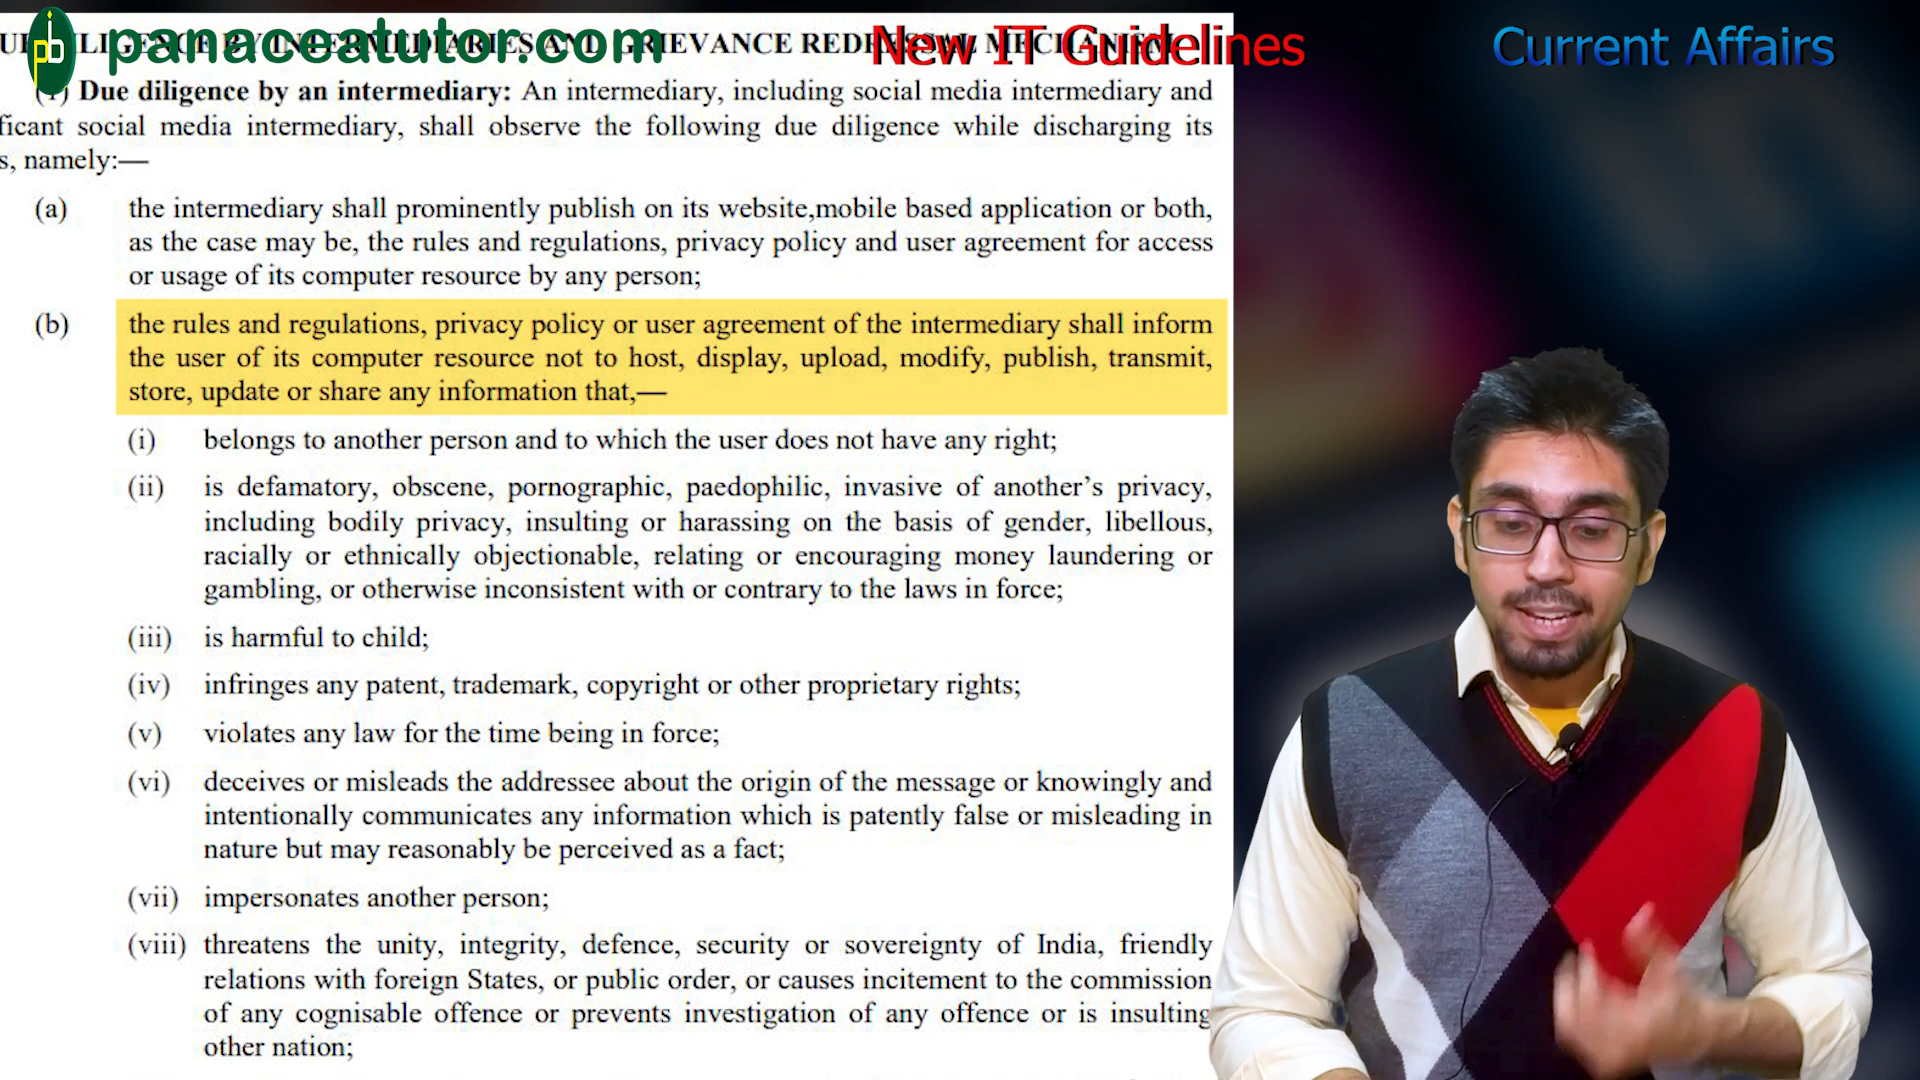 panaceatutor.com
New IT Guidelines
Current Affairs
pb
DILIGENCE BY INTERMEDIARIES AND GRIEVANCE REDRESSAL MECHANISM
(1) Due diligence by an intermediary: An intermediary, including social media intermediary and
ficant social media intermediary, shall observe the following due diligence while discharging its
s, namely:—
(a) the intermediary shall prominently publish on its website,mobile based application or both,
as the case may be, the rules and regulations, privacy policy and user agreement for access
or usage of its computer resource by any person;
(b) the rules and regulations, privacy policy or user agreement of the intermediary shall inform
the user of its computer resource not to host, display, upload, modify, publish, transmit,
store, update or share any information that,—
(i) belongs to another person and to which the user does not have any right;
(ii) is defamatory, obscene, pornographic, paedophilic, invasive of another’s privacy,
including bodily privacy, insulting or harassing on the basis of gender, libellous,
racially or ethnically objectionable, relating or encouraging money laundering or
gambling, or otherwise inconsistent with or contrary to the laws in force;
(iii) is harmful to child;
(iv) infringes any patent, trademark, copyright or other proprietary rights;
(v) violates any law for the time being in force;
(vi) deceives or misleads the addressee about the origin of the message or knowingly and
intentionally communicates any information which is patently false or misleading in
nature but may reasonably be perceived as a fact;
(vii) impersonates another person;
(viii) threatens the unity, integrity, defence, security or sovereignty of India, friendly
relations with foreign States, or public order, or causes incitement to the commission
of any cognisable offence or prevents investigation of any offence or is insulting
other nation;